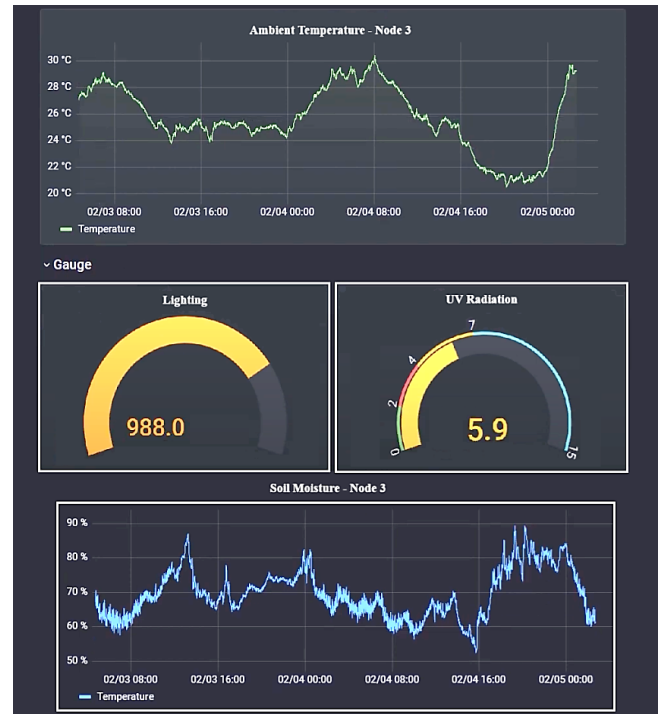 Ambient Temperature - Node 3
30 °C
28 °C
26 °C
24 °C
22 °C
20 °C
02/03 08:00 02/03 16:00 02/04 00:00 02/04 08:00 02/04 16:00 02/05 00:00
Temperature
Gauge
Lighting
988.0
UV Radiation
0
2
4
7
15
5.9
Soil Moisture - Node 3
90 %
80 %
70 %
60 %
50 %
02/03 08:00 02/03 16:00 02/04 00:00 02/04 08:00 02/04 16:00 02/05 00:00
Temperature